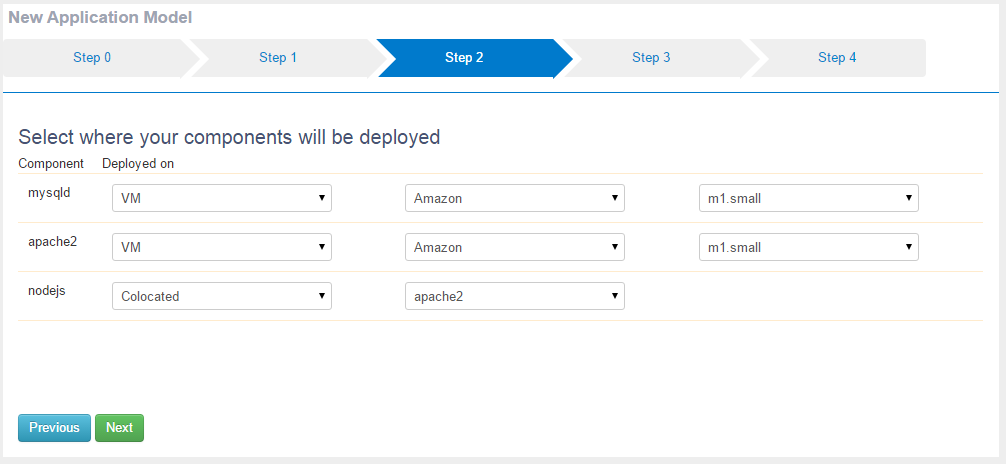 New Application Model
Step 0 Step 1 Step 2 Step 3 Step 4
Select where your components will be deployed
Component Deployed on
mysqld VM Amazon m1.small
apache2 VM Amazon m1.small
nodejs Colocated apache2
Previous Next